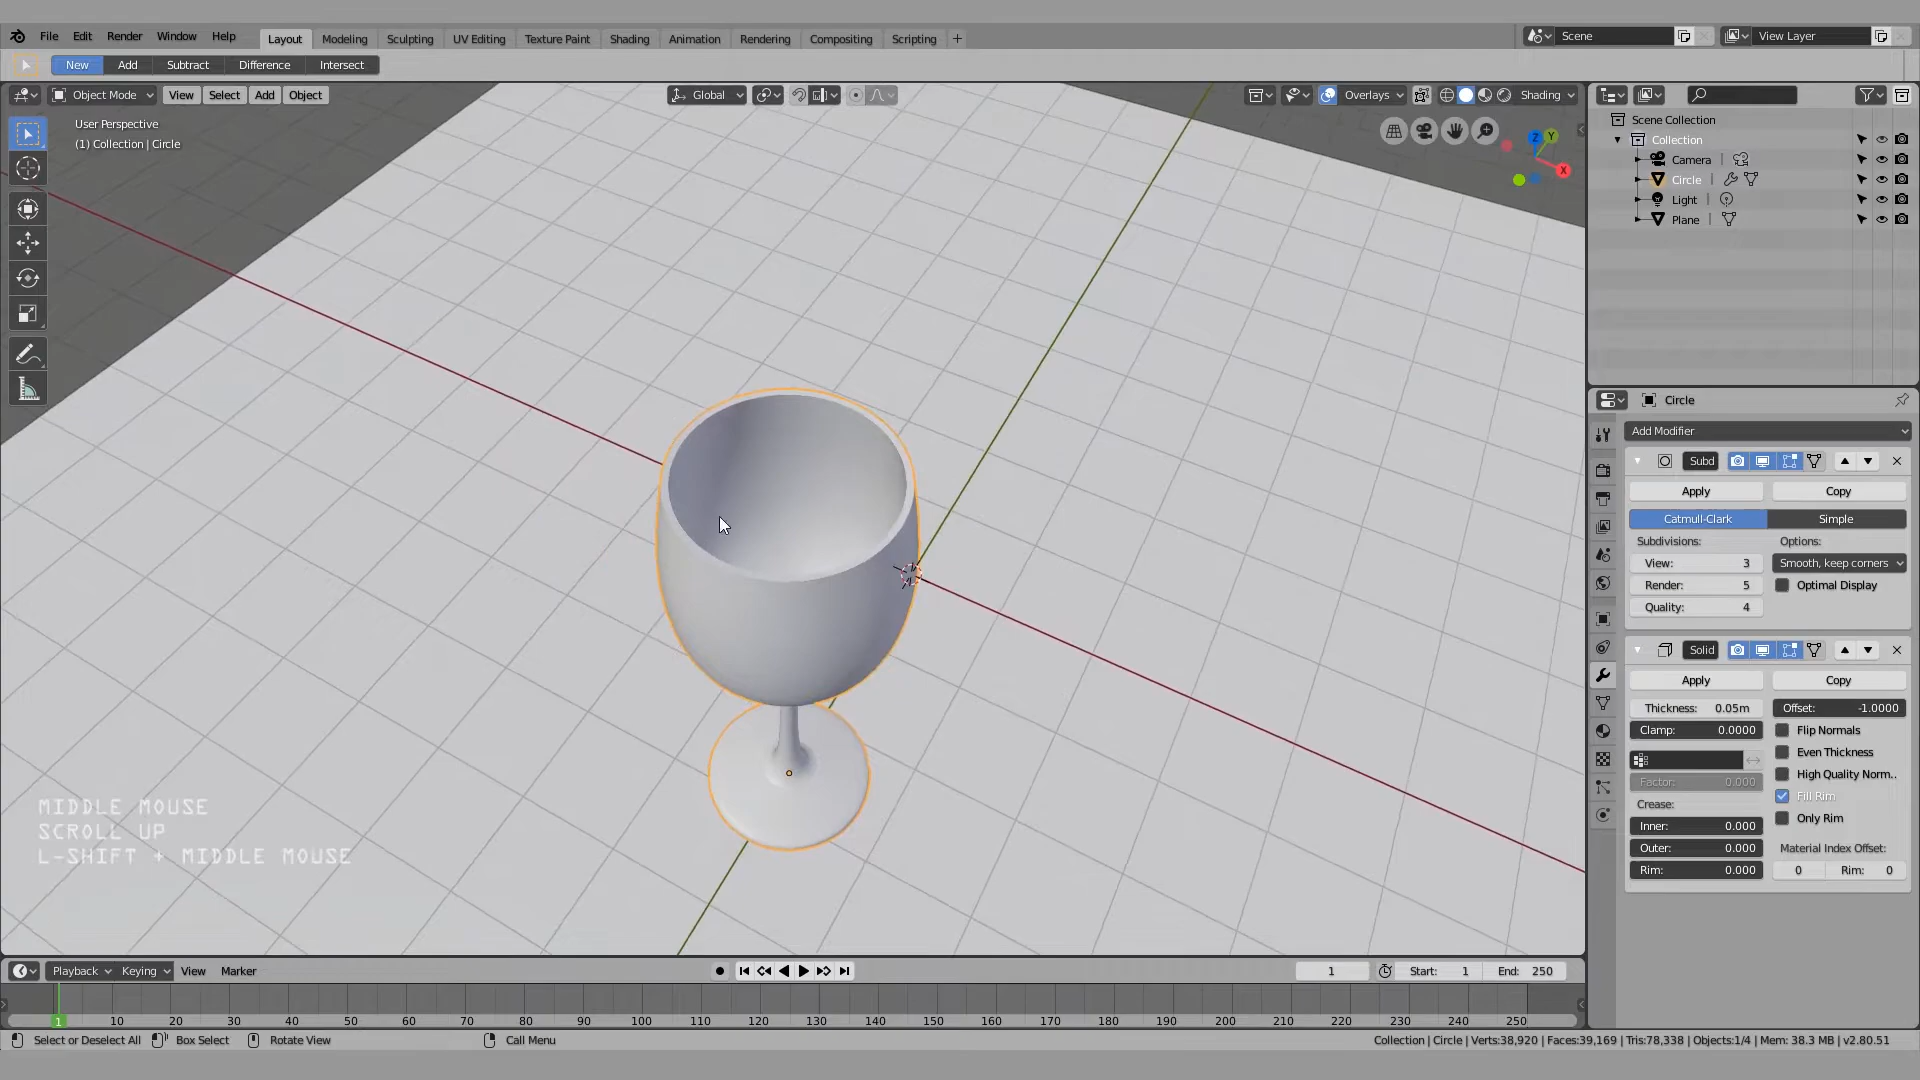 File Edit Render Window Help Layout Modeling Sculpting UV Editing Texture Paint Shading Animation Rendering Compositing Scripting + Scene View Layer
New Add Subtract Difference Intersect
Object Mode View Select Add Object Global Overlays Shading
User Perspective
(1) Collection | Circle
Z Y X
Scene Collection
Collection
Camera
Circle
Light
Plane
Circle
Add Modifier
Subd
Apply Copy
Catmull-Clark Simple
Subdivisions: Options:
View: 3 Smooth, keep corners
Render: 5 Optimal Display
Quality: 4
Solid
Apply Copy
Thickness: 0.05m Offset: -1.0000
Clamp: 0.0000 Flip Normals
Even Thickness
Factor: 0.000 High Quality Norm..
Crease: Fill Rim
Inner: 0.000 Only Rim
Outer: 0.000 Material Index Offset:
Rim: 0.000 0 Rim: 0
MIDDLE MOUSE
SCROLL UP
L-SHIFT + MIDDLE MOUSE
Playback Keying View Marker 1 Start: 1 End: 250
1 10 20 30 40 50 60 70 80 90 100 110 120 130 140 150 160 170 180 190 200 210 220 230 240 250
Select or Deselect All Box Select Rotate View Call Menu Collection | Circle | Verts:38,920 | Faces:39,169 | Tris:78,338 | Objects:1/4 | Mem: 38.3 MB | v2.80.51